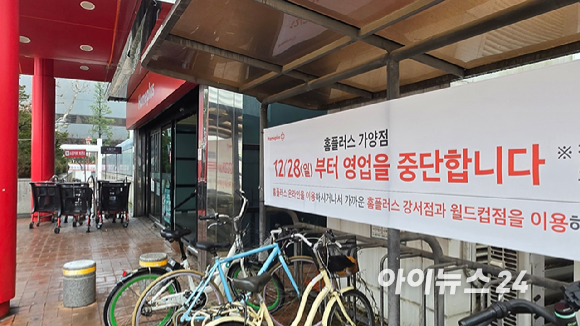 Homeplus
홈플러스 가양점
12/28(일) 부터 영업을 중단합니다
※
홈플러스 온라인을 이용하시거나 가까운 홈플러스 강서점과 월드컵점을 이용하
아이뉴스24